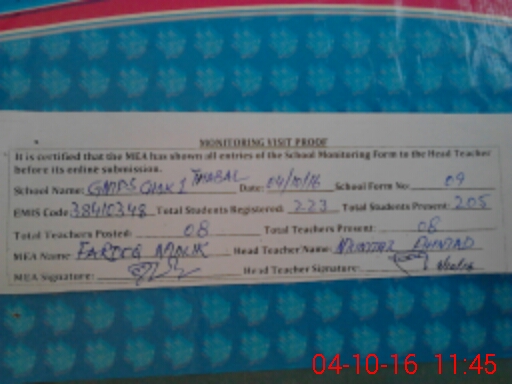 MONITORING VISIT PROOF
It is certified that the MEA has shown all entries of the School Monitoring Form to the Head Teacher
before its online submission.
School Name: GMPS CHAK 1 THABAL Date: 04/10/16 School Form No: 09
EMIS Code 38410348 Total Students Registered: 223 Total Students Present: 205
Total Teachers Posted: 08 Total Teachers Present: 08
MEA Name: FAROOQ MALIK Head Teacher Name: MUMTAZ
MEA Signature: Head Teacher Signature:
04-10-16 11:45